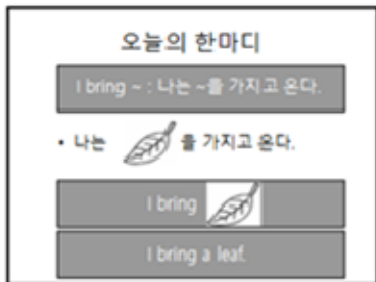 오늘의 한마디
I bring ~ : 나는 ~를 가지고 온다.
• 나는 을 가지고 온다.
I bring
I bring a leaf.